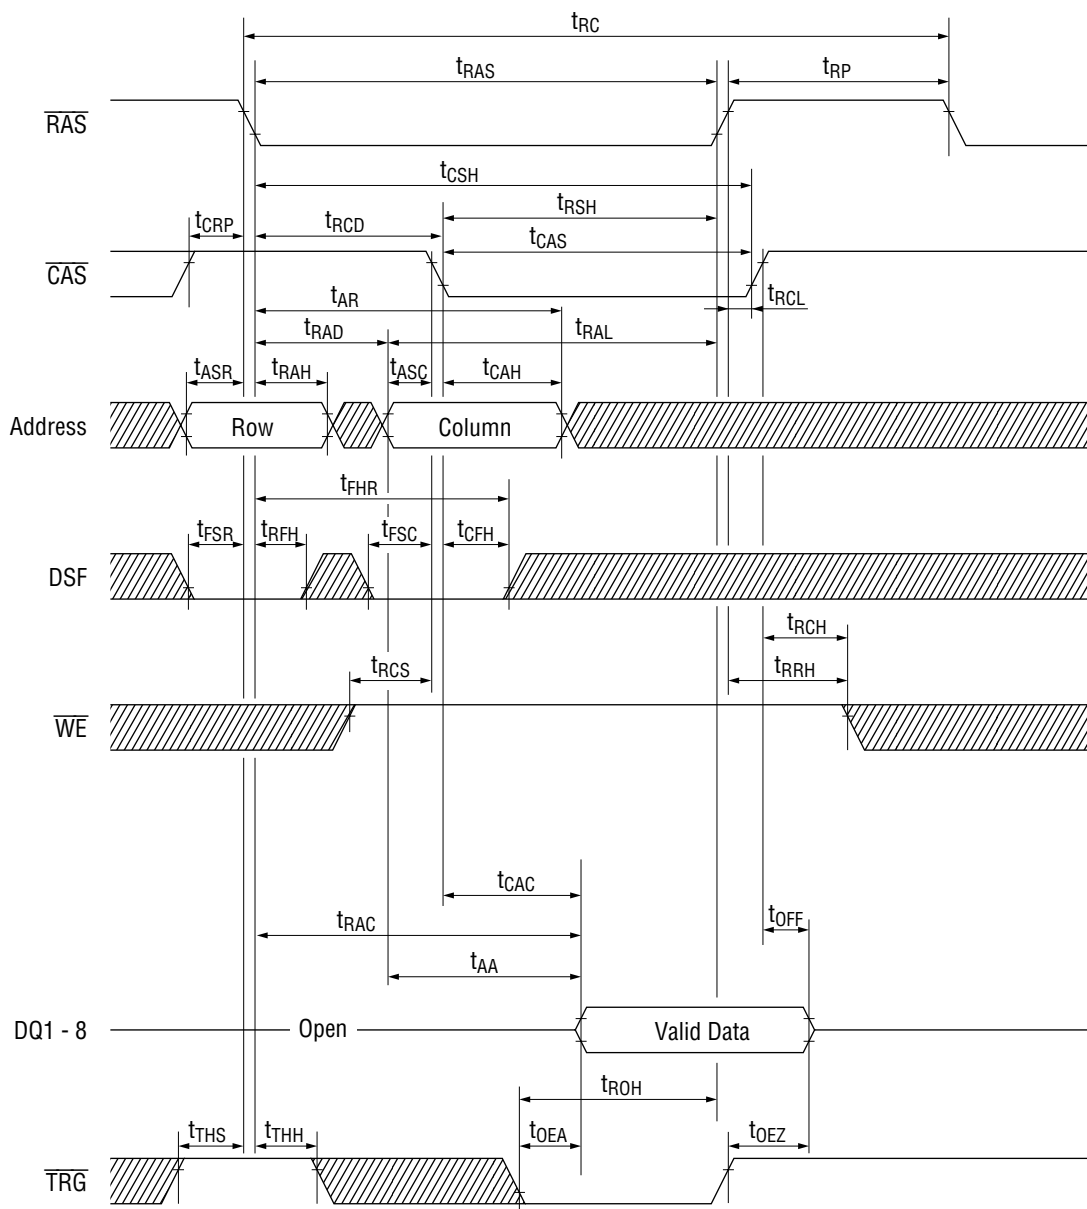 tRC
tRAS tRP
RAS
tCSH
tRSH
tCRP tRCD
tCAS
CAS
tAR tRCL
tRAD tRAL
tASR tRAH tASC tCAH
Address Row Column
tFHR
tFSR tRFH tFSC tCFH
DSF
tRCH
tRCS tRRH
WE
tCAC
tRAC tOFF
tAA
DQ1 - 8 Open Valid Data
tROH
tTHS tTHH tOEA tOEZ
TRG